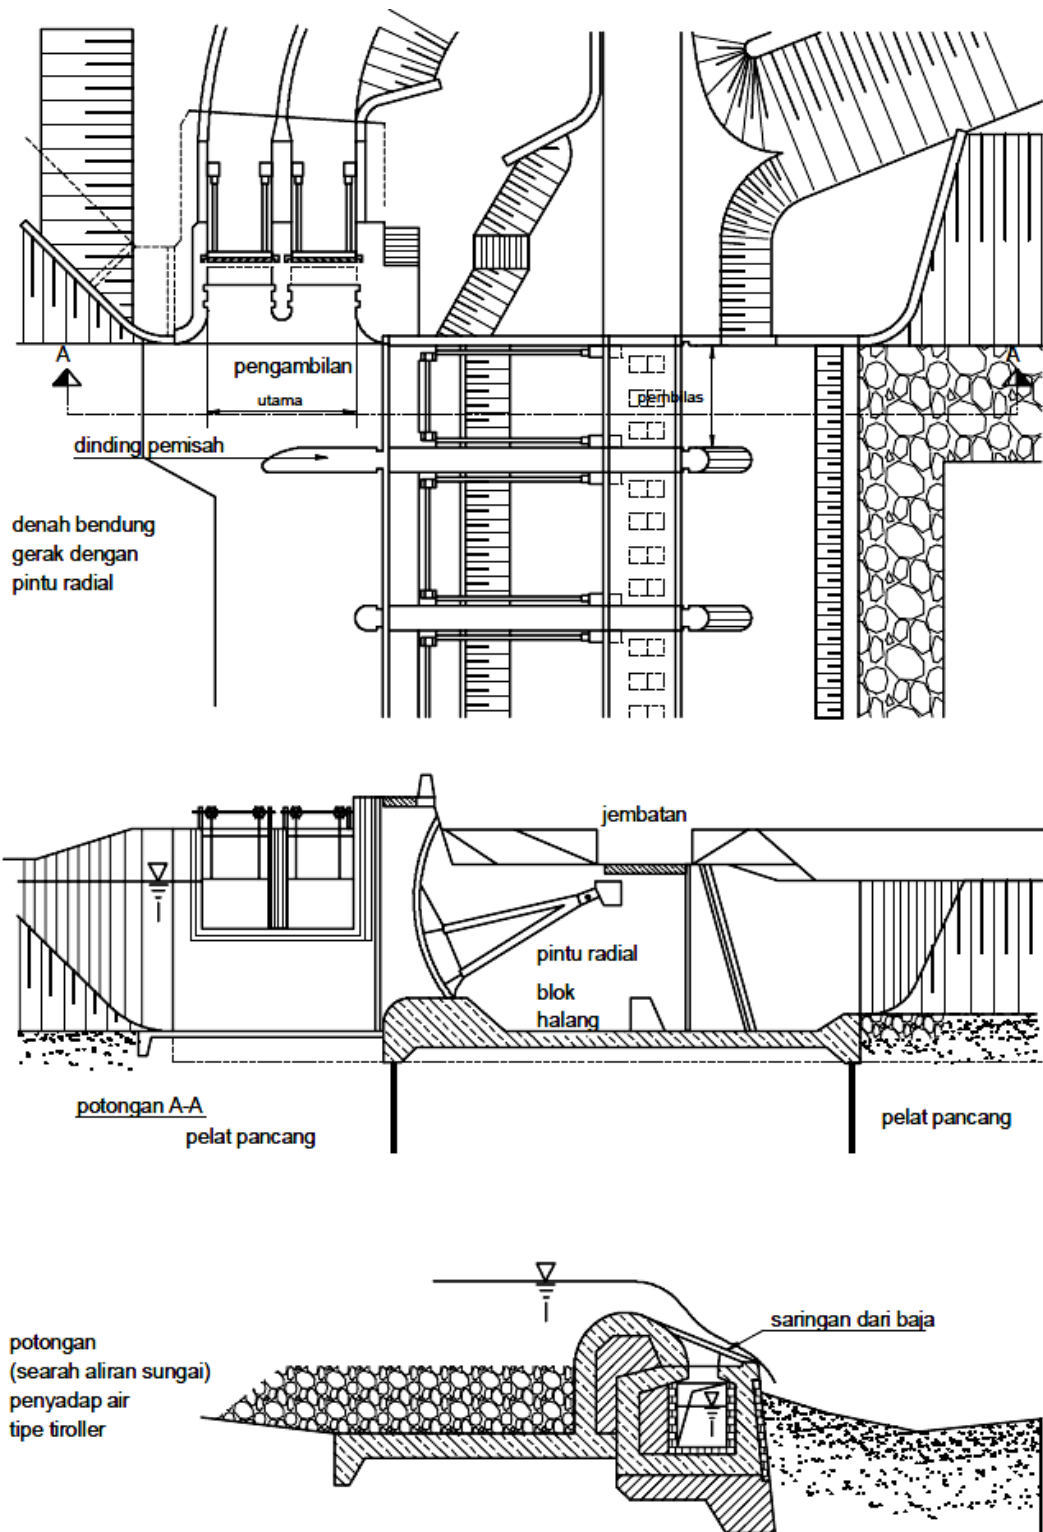 A
A
pengambilan
utama
pembilas
dinding pemisah
denah bendung
gerak dengan
pintu radial
jembatan
pintu radial
blok
halang
potongan A-A
pelat pancang
pelat pancang
saringan dari baja
potongan
(searah aliran sungai)
penyadap air
tipe tiroller